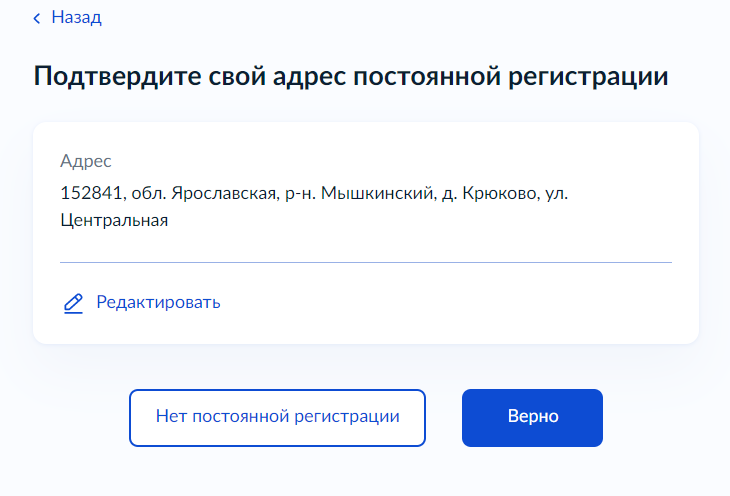 Назад
Подтвердите свой адрес постоянной регистрации
Адрес
152841, обл. Ярославская, р-н. Мышкинский, д. Крюково, ул.
Центральная
Редактировать
Нет постоянной регистрации
Верно